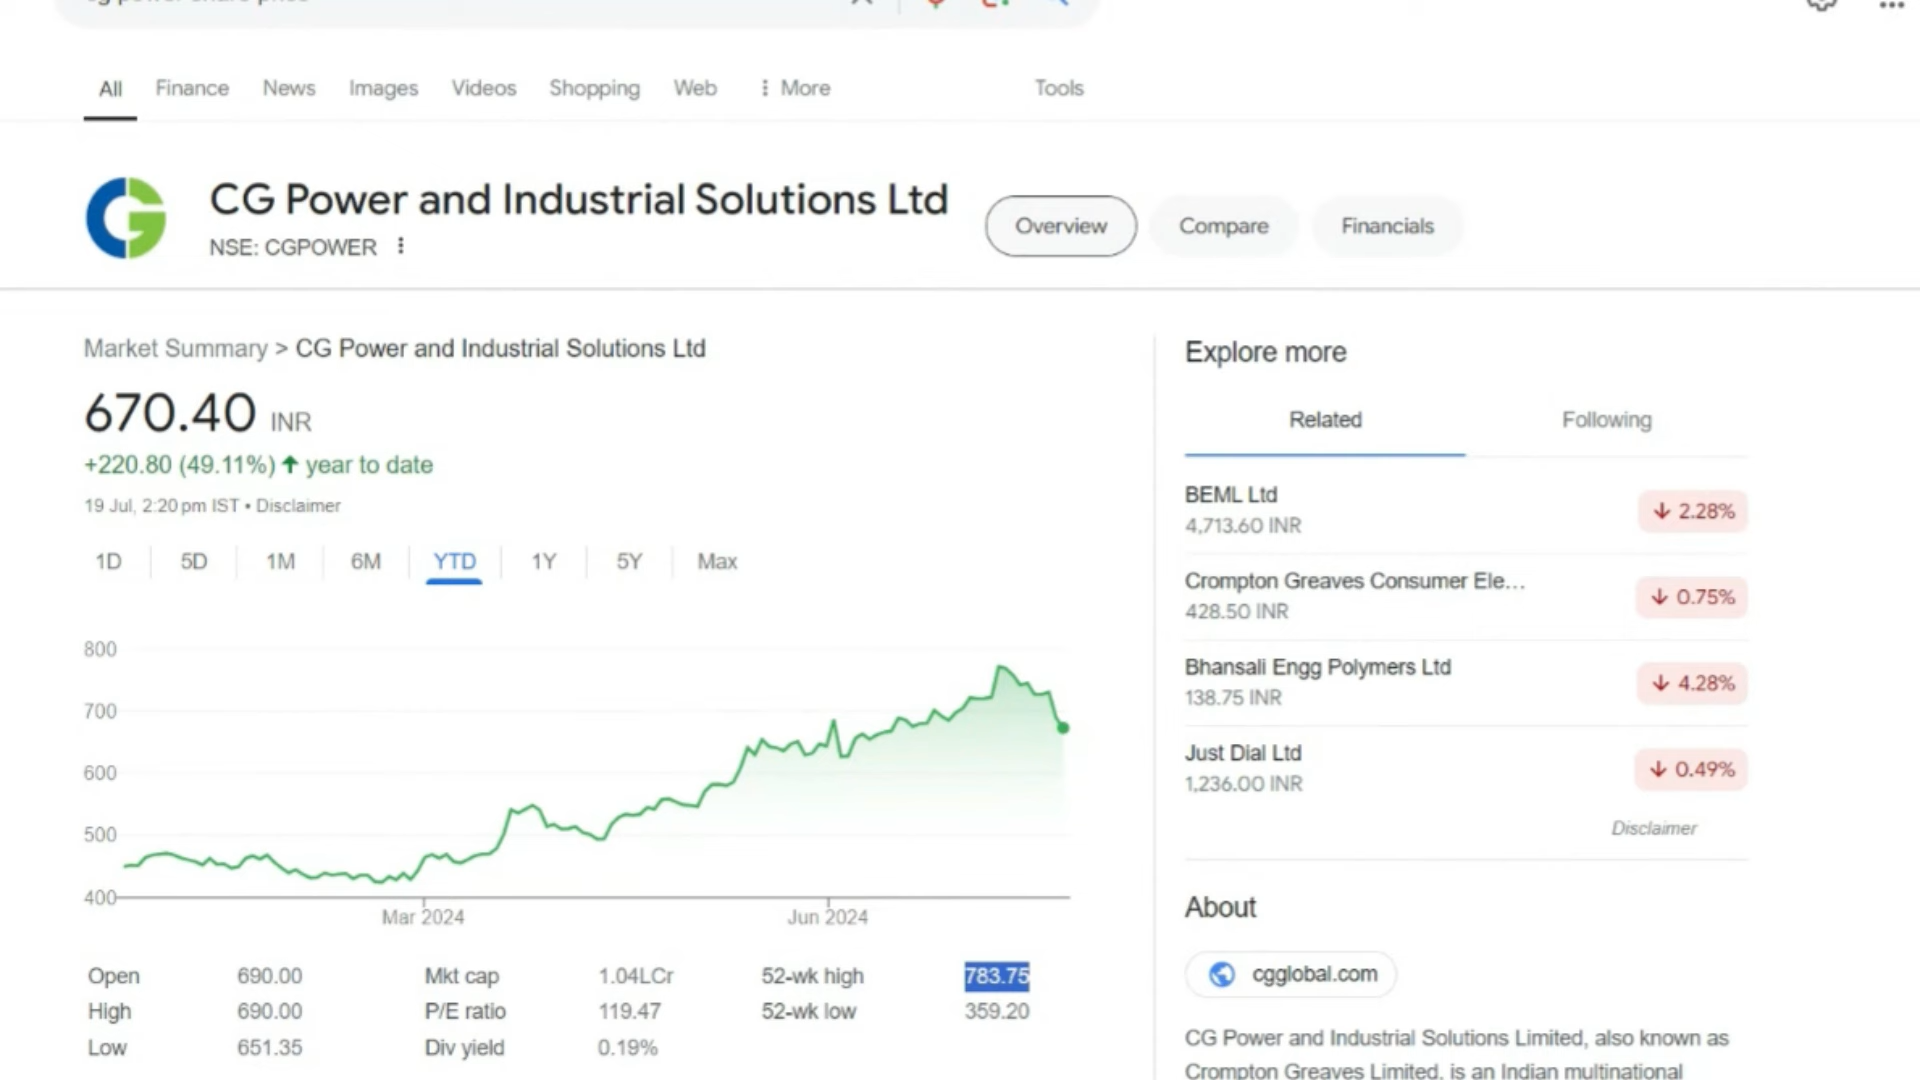 All Finance News Images Videos Shopping Web More Tools
CG Power and Industrial Solutions Ltd
NSE: CGPOWER
Overview Compare Financials
Market Summary > CG Power and Industrial Solutions Ltd
670.40 INR
+220.80 (49.11%) year to date
19 Jul, 2:20 pm IST • Disclaimer
1D 5D 1M 6M YTD 1Y 5Y Max
800
700
600
500
400
Mar 2024 Jun 2024
Open 690.00 Mkt cap 1.04LCr 52-wk high 783.75
High 690.00 P/E ratio 119.47 52-wk low 359.20
Low 651.35 Div yield 0.19%
Explore more
Related Following
BEML Ltd
4,713.60 INR 2.28%
Crompton Greaves Consumer Ele...
428.50 INR 0.75%
Bhansali Engg Polymers Ltd
138.75 INR 4.28%
Just Dial Ltd
1,236.00 INR 0.49%
Disclaimer
About
cgglobal.com
CG Power and Industrial Solutions Limited, also known as
Crompton Greaves Limited, is an Indian multinational